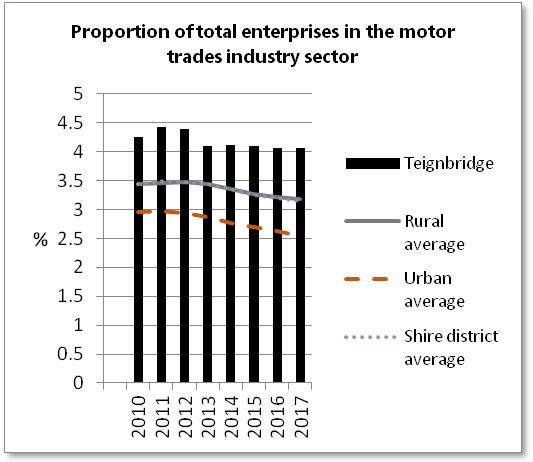 Proportion of total enterprises in the motor
trades industry sector
5
4.5
4
3.5
3
2.5
2
1.5
1
0.5
0
%
2010
2011
2012
2013
2014
2015
2016
2017
Teignbridge
Rural
average
Urban
average
Shire district
average